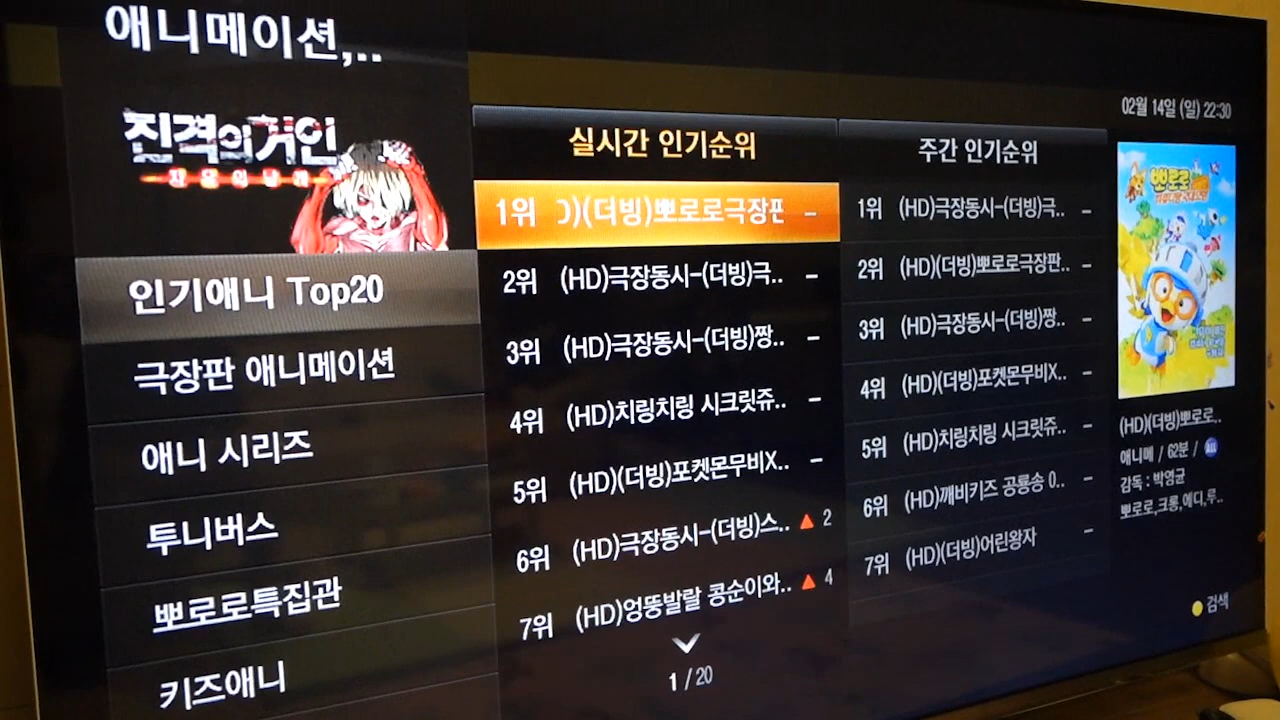 애니메이션,..
진격의거인
자유의날개
인기애니 Top20
극장판 애니메이션
애니 시리즈
투니버스
뽀로로특집관
키즈애니
실시간 인기순위
1위 )(더빙)뽀로로극장판 –
2위 (HD)극장동시-(더빙)극.. –
3위 (HD)극장동시-(더빙)짱.. –
4위 (HD)치링치링 시크릿쥬.. –
5위 (HD)(더빙)포켓몬무비X.. –
6위 (HD)극장동시-(더빙)스.. ▲ 2
7위 (HD)엉뚱발랄 콩순이와.. ▲ 4
1 / 20
주간 인기순위
1위 (HD)극장동시-(더빙)극.. –
2위 (HD)(더빙)뽀로로극장판.. –
3위 (HD)극장동시-(더빙)짱.. –
4위 (HD)(더빙)포켓몬무비X.. –
5위 (HD)치링치링 시크릿쥬.. –
6위 (HD)깨비키즈 공룡송 0.. –
7위 (HD)(더빙)어린왕자 –
02월 14일 (일) 22:30
뽀로로
(HD)(더빙)뽀로로..
애니메 / 62분 / ALL
감독 : 박영균
뽀로로,크롱,에디,루..
검색